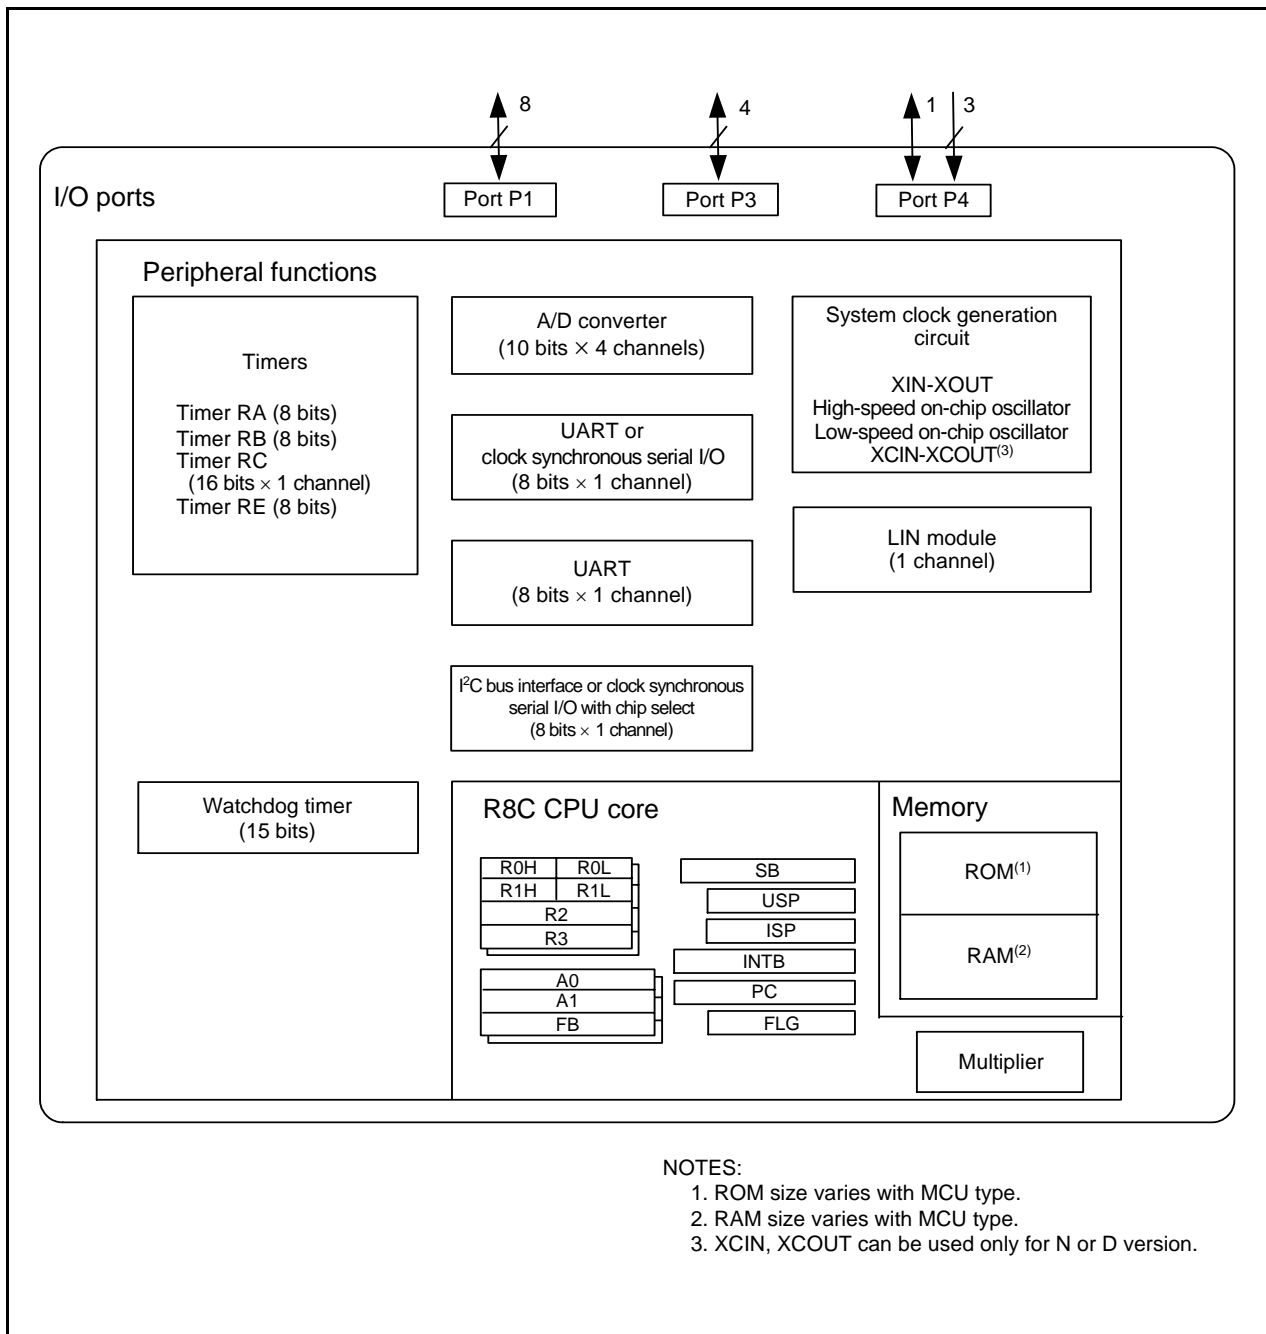 8
4
1
3
I/O ports
Port P1
Port P3
Port P4
Peripheral functions
Timers
Timer RA (8 bits)
Timer RB (8 bits)
Timer RC
(16 bits × 1 channel)
Timer RE (8 bits)
A/D converter
(10 bits × 4 channels)
UART or
clock synchronous serial I/O
(8 bits × 1 channel)
UART
(8 bits × 1 channel)
I²C bus interface or clock synchronous
serial I/O with chip select
(8 bits × 1 channel)
System clock generation
circuit
XIN-XOUT
High-speed on-chip oscillator
Low-speed on-chip oscillator
XCIN-XCOUT(3)
LIN module
(1 channel)
Watchdog timer
(15 bits)
R8C CPU core
R0H
R0L
R1H
R1L
R2
R3
A0
A1
FB
SB
USP
ISP
INTB
PC
FLG
Memory
ROM(1)
RAM(2)
Multiplier
NOTES:
1. ROM size varies with MCU type.
2. RAM size varies with MCU type.
3. XCIN, XCOUT can be used only for N or D version.